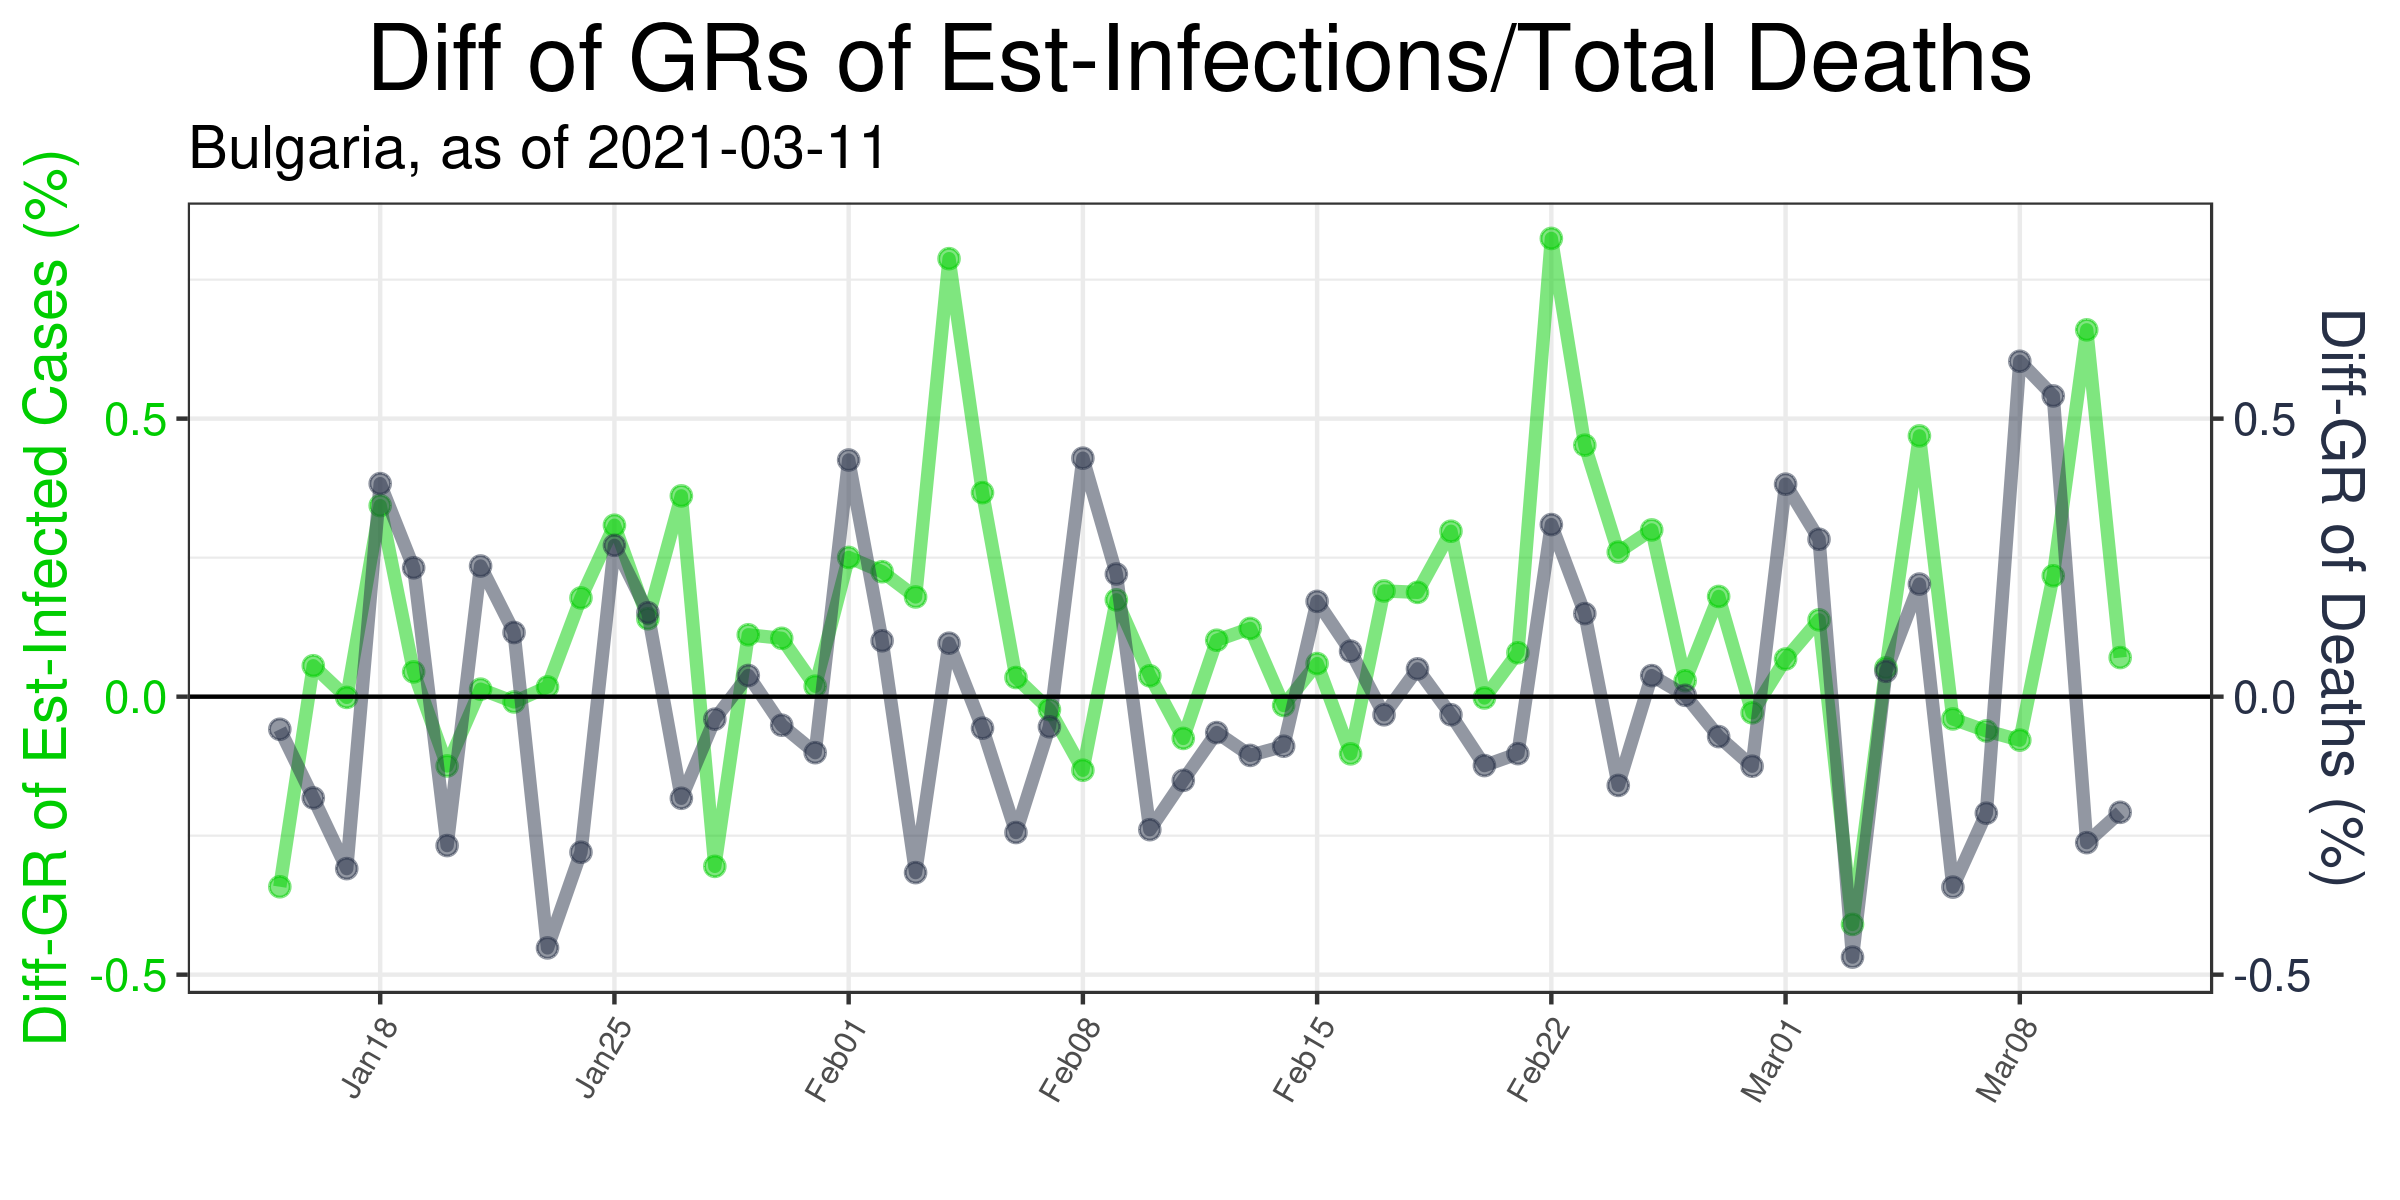 Diff of GRs of Est-Infections/Total Deaths
Bulgaria, as of 2021-03-11
Diff-GR of Est-Infected Cases (%)
0.5
0.0
-0.5
0.5
0.0
-0.5
Diff-GR of Deaths (%)
Jan18
Jan25
Feb01
Feb08
Feb15
Feb22
Mar01
Mar08